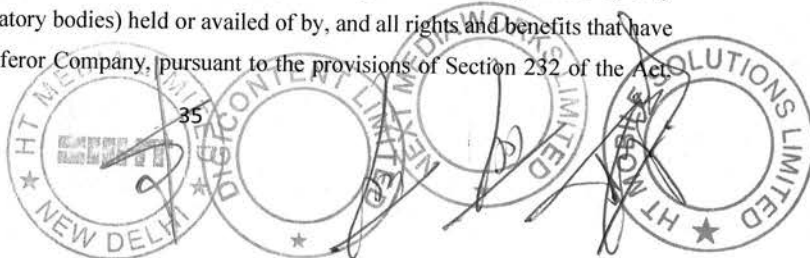 atory bodies) held or availed of by, and all rights and benefits that have
feror Company, pursuant to the provisions of Section 232 of the Act,
35
HT MEDIA LIMITED
NEW DELHI
DIGICONTENT LIMITED
NEXT MEDIAWORKS LIMITED
HT MOBILE SOLUTIONS LIMITED